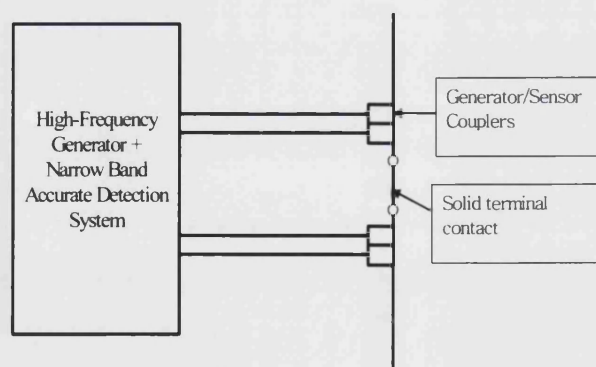 High-Frequency
Generator +
Narrow Band
Accurate Detection
System
Generator/Sensor
Couplers
Solid terminal
contact